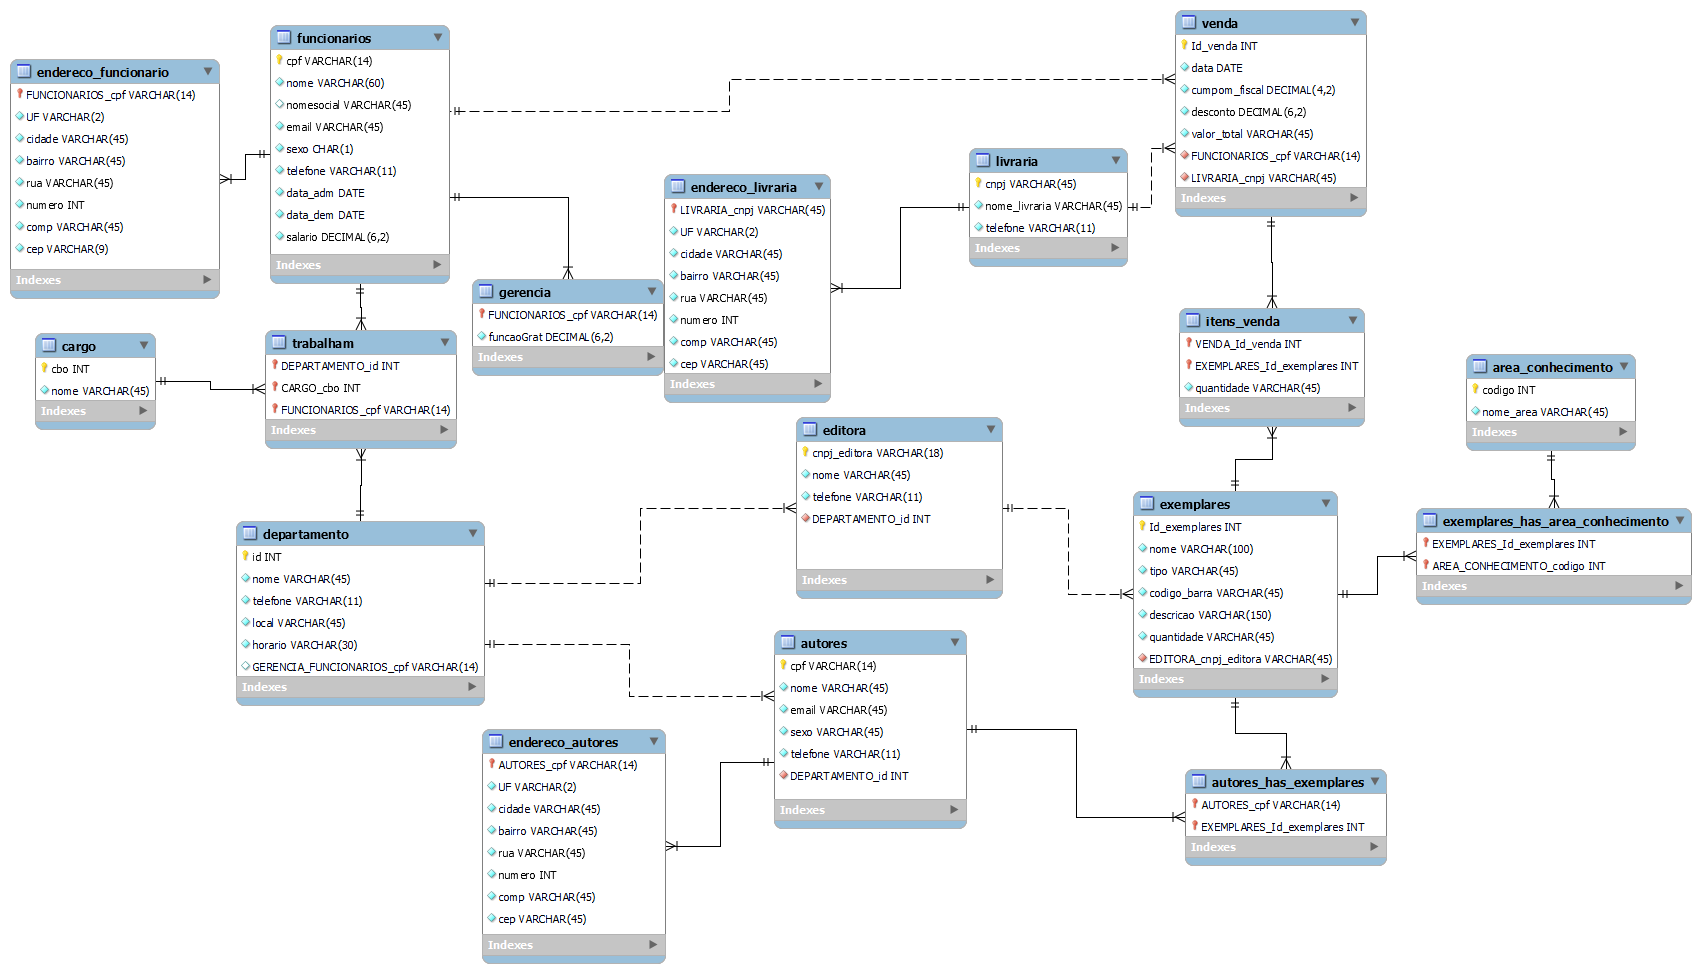 endereco_funcionario
FUNCIONARIOS_cpf VARCHAR(14)
UF VARCHAR(2)
cidade VARCHAR(45)
bairro VARCHAR(45)
rua VARCHAR(45)
numero INT
comp VARCHAR(45)
cep VARCHAR(9)
Indexes
funcionarios
cpf VARCHAR(14)
nome VARCHAR(60)
nomesocial VARCHAR(45)
email VARCHAR(45)
sexo CHAR(1)
telefone VARCHAR(11)
data_adm DATE
data_dem DATE
salario DECIMAL(6,2)
Indexes
venda
Id_venda INT
data DATE
cumpom_fiscal DECIMAL(4,2)
desconto DECIMAL(6,2)
valor_total VARCHAR(45)
FUNCIONARIOS_cpf VARCHAR(14)
LIVRARIA_cnpj VARCHAR(45)
Indexes
livraria
cnpj VARCHAR(45)
nome_livraria VARCHAR(45)
telefone VARCHAR(11)
Indexes
endereco_livraria
LIVRARIA_cnpj VARCHAR(45)
UF VARCHAR(2)
cidade VARCHAR(45)
bairro VARCHAR(45)
rua VARCHAR(45)
numero INT
comp VARCHAR(45)
cep VARCHAR(45)
Indexes
gerencia
FUNCIONARIOS_cpf VARCHAR(14)
funcaoGrat DECIMAL(6,2)
Indexes
cargo
cbo INT
nome VARCHAR(45)
Indexes
trabalham
DEPARTAMENTO_id INT
CARGO_cbo INT
FUNCIONARIOS_cpf VARCHAR(14)
Indexes
itens_venda
VENDA_Id_venda INT
EXEMPLARES_Id_exemplares INT
quantidade VARCHAR(45)
Indexes
area_conhecimento
codigo INT
nome_area VARCHAR(45)
Indexes
editora
cnpj_editora VARCHAR(18)
nome VARCHAR(45)
telefone VARCHAR(11)
DEPARTAMENTO_id INT
Indexes
exemplares
Id_exemplares INT
nome VARCHAR(100)
tipo VARCHAR(45)
codigo_barra VARCHAR(45)
descricao VARCHAR(150)
quantidade VARCHAR(45)
EDITORA_cnpj_editora VARCHAR(45)
Indexes
exemplares_has_area_conhecimento
EXEMPLARES_Id_exemplares INT
AREA_CONHECIMENTO_codigo INT
Indexes
departamento
id INT
nome VARCHAR(45)
telefone VARCHAR(11)
local VARCHAR(45)
horario VARCHAR(30)
GERENCIA_FUNCIONARIOS_cpf VARCHAR(14)
Indexes
autores
cpf VARCHAR(14)
nome VARCHAR(45)
email VARCHAR(45)
sexo VARCHAR(45)
telefone VARCHAR(11)
DEPARTAMENTO_id INT
Indexes
endereco_autores
AUTORES_cpf VARCHAR(14)
UF VARCHAR(2)
cidade VARCHAR(45)
bairro VARCHAR(45)
rua VARCHAR(45)
numero INT
comp VARCHAR(45)
cep VARCHAR(45)
Indexes
autores_has_exemplares
AUTORES_cpf VARCHAR(14)
EXEMPLARES_Id_exemplares INT
Indexes